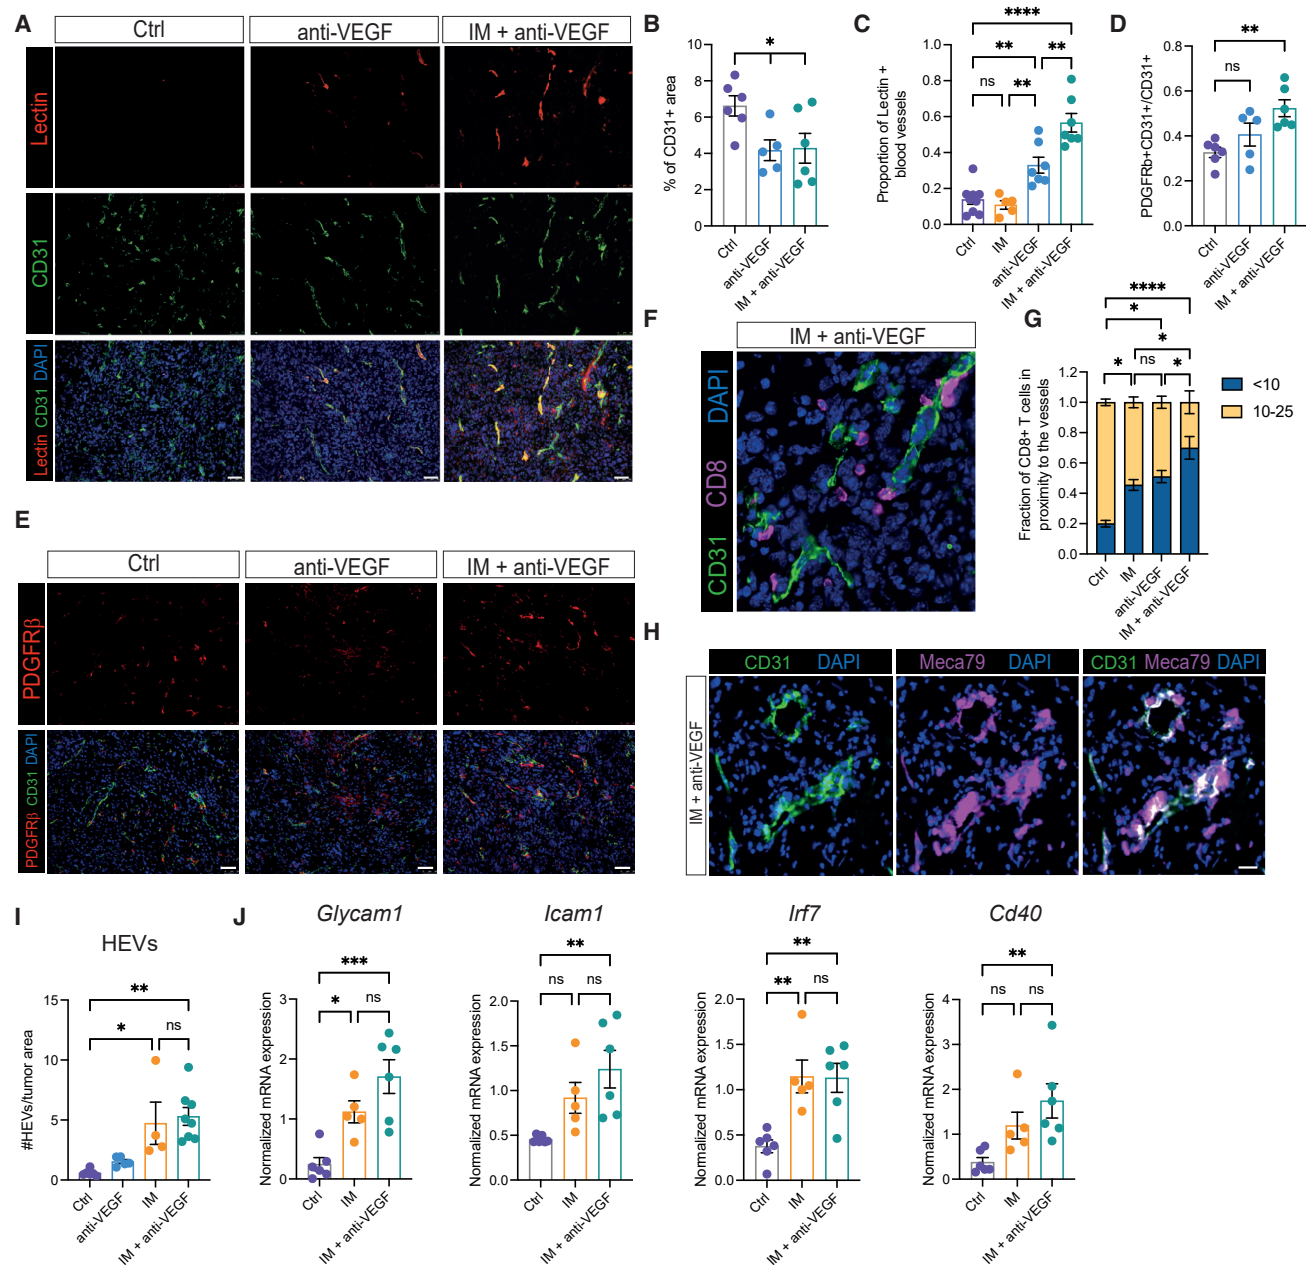 A
Ctrl
anti-VEGF
IM + anti-VEGF
Lectin
CD31
Lectin CD31 DAPI
B
*
% of CD31+ area
10
8
6
4
2
0
Ctrl
anti-VEGF
IM + anti-VEGF
C
****
** **
ns **
Proportion of Lectin +
blood vessels
1.0
0.8
0.6
0.4
0.2
0.0
Ctrl
IM
anti-VEGF
IM + anti-VEGF
D
**
ns
PDGFRb+CD31+/CD31+
0.8
0.6
0.4
0.2
0.0
Ctrl
anti-VEGF
IM + anti-VEGF
E
Ctrl
anti-VEGF
IM + anti-VEGF
PDGFRβ
PDGFRβ CD31 DAPI
F
IM + anti-VEGF
CD31 CD8 DAPI
G
****
*
*
* ns *
Fraction of CD8+ T cells in
proximity to the vessels
1.2
1.0
0.8
0.6
0.4
0.2
0.0
Ctrl
IM
anti-VEGF
IM + anti-VEGF
<10
10-25
H
CD31 DAPI
Meca79 DAPI
CD31 Meca79 DAPI
IM + anti-VEGF
I
HEVs
**
* ns
#HEVs/tumor area
15
10
5
0
Ctrl
anti-VEGF
IM
IM + anti-VEGF
J
Glycam1
***
* ns
Normalized mRNA expression
3
2
1
0
Ctrl
IM
IM + anti-VEGF
Icam1
**
ns ns
Normalized mRNA expression
2.0
1.5
1.0
0.5
0.0
Ctrl
IM
IM + anti-VEGF
Irf7
**
** ns
Normalized mRNA expression
2.0
1.5
1.0
0.5
0.0
Ctrl
IM
IM + anti-VEGF
Cd40
**
ns ns
Normalized mRNA expression
4
3
2
1
0
Ctrl
IM
IM + anti-VEGF